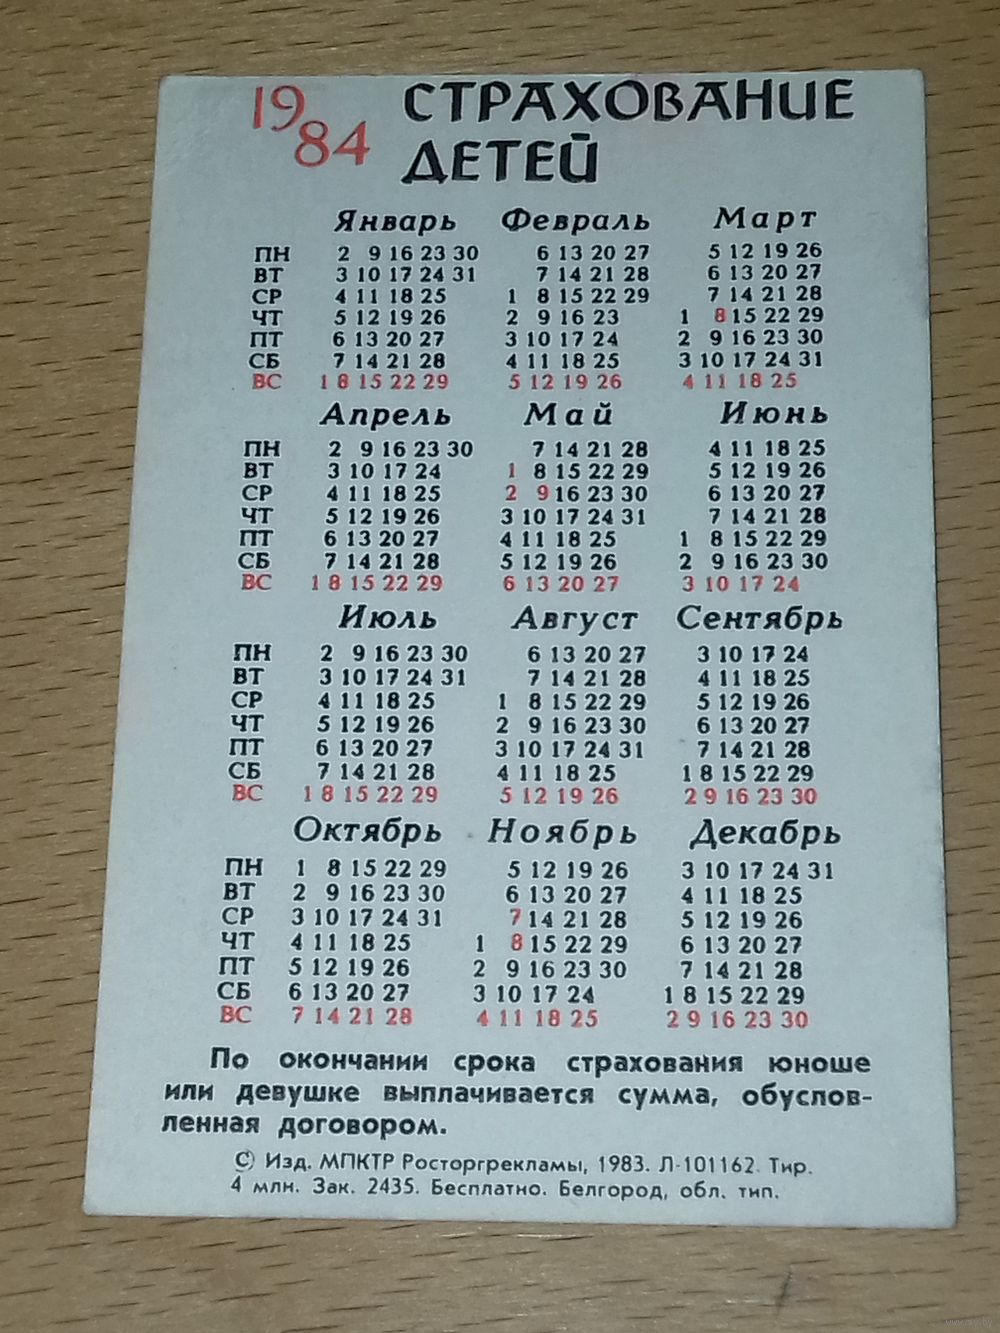 1984 СТРАХОВАНИЕ
ДЕТЕЙ
Январь Февраль Март
ПН 2 9 16 23 30 6 13 20 27 5 12 19 26
ВТ 3 10 17 24 31 7 14 21 28 6 13 20 27
СР 4 11 18 25 1 8 15 22 29 7 14 21 28
ЧТ 5 12 19 26 2 9 16 23 1 8 15 22 29
ПТ 6 13 20 27 3 10 17 24 2 9 16 23 30
СБ 7 14 21 28 4 11 18 25 3 10 17 24 31
ВС 1 8 15 22 29 5 12 19 26 4 11 18 25
Апрель Май Июнь
ПН 2 9 16 23 30 7 14 21 28 4 11 18 25
ВТ 3 10 17 24 1 8 15 22 29 5 12 19 26
СР 4 11 18 25 2 9 16 23 30 6 13 20 27
ЧТ 5 12 19 26 3 10 17 24 31 7 14 21 28
ПТ 6 13 20 27 4 11 18 25 1 8 15 22 29
СБ 7 14 21 28 5 12 19 26 2 9 16 23 30
ВС 1 8 15 22 29 6 13 20 27 3 10 17 24
Июль Август Сентябрь
ПН 2 9 16 23 30 6 13 20 27 3 10 17 24
ВТ 3 10 17 24 31 7 14 21 28 4 11 18 25
СР 4 11 18 25 1 8 15 22 29 5 12 19 26
ЧТ 5 12 19 26 2 9 16 23 30 6 13 20 27
ПТ 6 13 20 27 3 10 17 24 31 7 14 21 28
СБ 7 14 21 28 4 11 18 25 1 8 15 22 29
ВС 1 8 15 22 29 5 12 19 26 2 9 16 23 30
Октябрь Ноябрь Декабрь
ПН 1 8 15 22 29 5 12 19 26 3 10 17 24 31
ВТ 2 9 16 23 30 6 13 20 27 4 11 18 25
СР 3 10 17 24 31 7 14 21 28 5 12 19 26
ЧТ 4 11 18 25 1 8 15 22 29 6 13 20 27
ПТ 5 12 19 26 2 9 16 23 30 7 14 21 28
СБ 6 13 20 27 3 10 17 24 1 8 15 22 29
ВС 7 14 21 28 4 11 18 25 2 9 16 23 30
По окончании срока страхования юноше
или девушке выплачивается сумма, обуслов-
ленная договором.
© Изд. МПКТР Росторгрекламы, 1983. Л-101162. Тир.
4 млн. Зак. 2435. Бесплатно. Белгород, обл. тип.